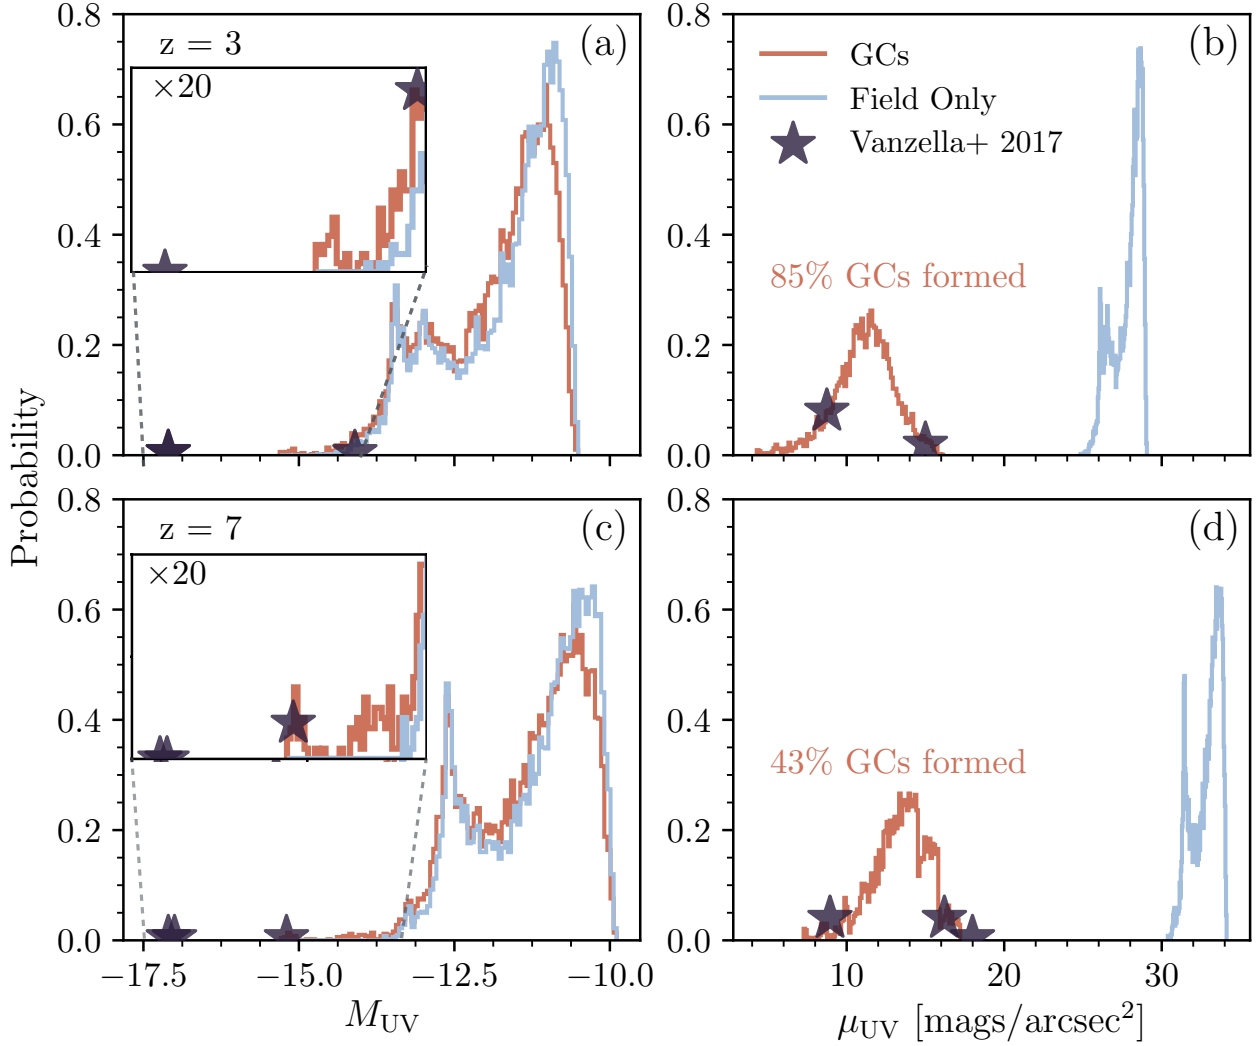 z = 3
(a)
×20
0.8
0.6
0.4
0.2
0.0
(b)
GCs
Field Only
Vanzella+ 2017
85% GCs formed
0.8
0.6
0.4
0.2
0.0
Probability
z = 7
(c)
×20
0.8
0.6
0.4
0.2
0.0
−17.5 −15.0 −12.5 −10.0
M_UV
(d)
43% GCs formed
0.8
0.6
0.4
0.2
0.0
10 20 30
μ_UV [mags/arcsec²]